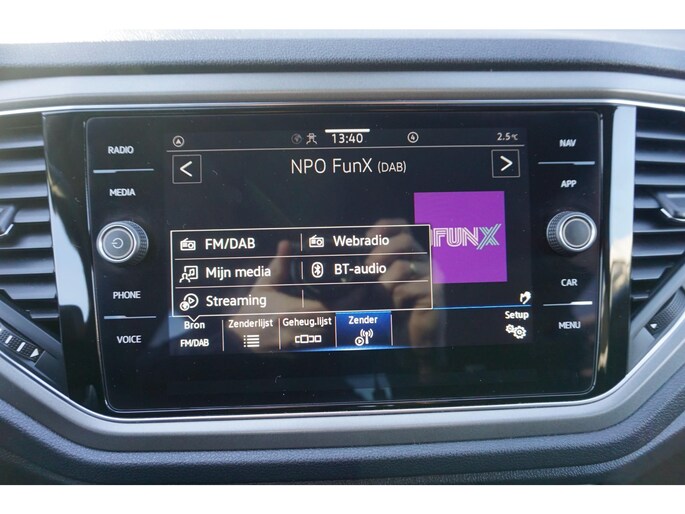 13:40
4
2.5°C
RADIO
MEDIA
PHONE
VOICE
<
NPO FunX (DAB)
>
FUNX
FM/DAB
Webradio
Mijn media
BT-audio
Streaming
Bron
FM/DAB
Zenderlijst
Geheug.lijst
Zender
Setup
NAV
APP
CAR
MENU